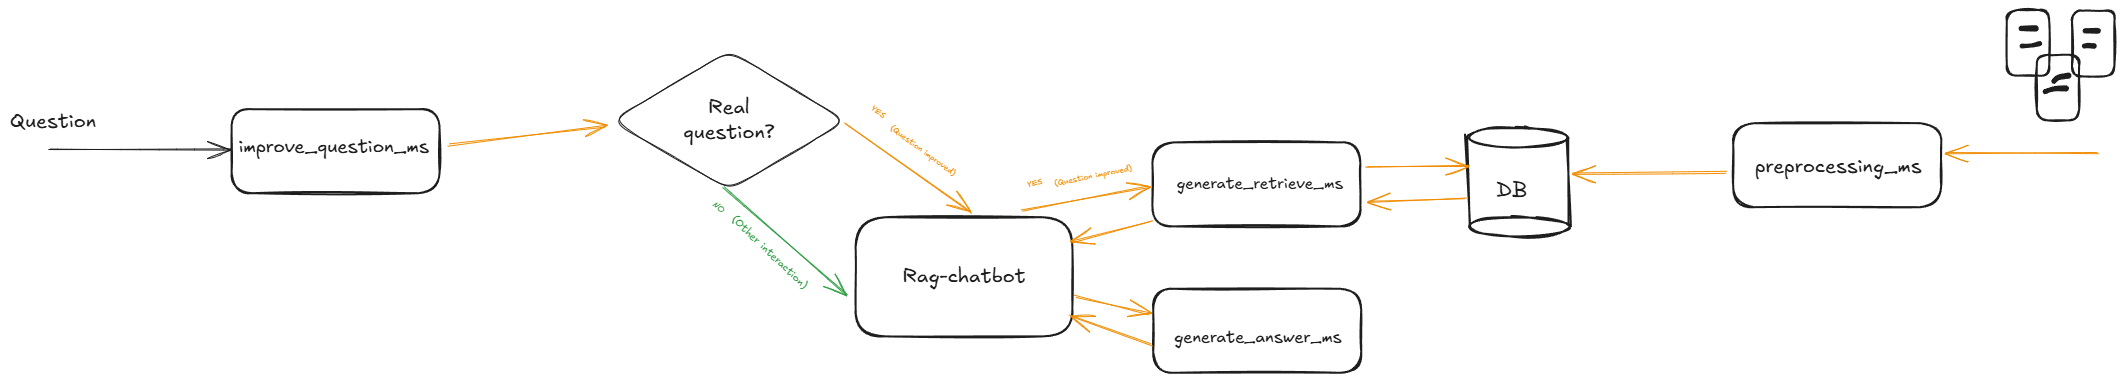 Question
improve_question_ms
Real
question?
YES (Question improved)
NO (Other interaction)
Rag-chatbot
YES (Question improved)
generate_retrieve_ms
generate_answer_ms
DB
preprocessing_ms